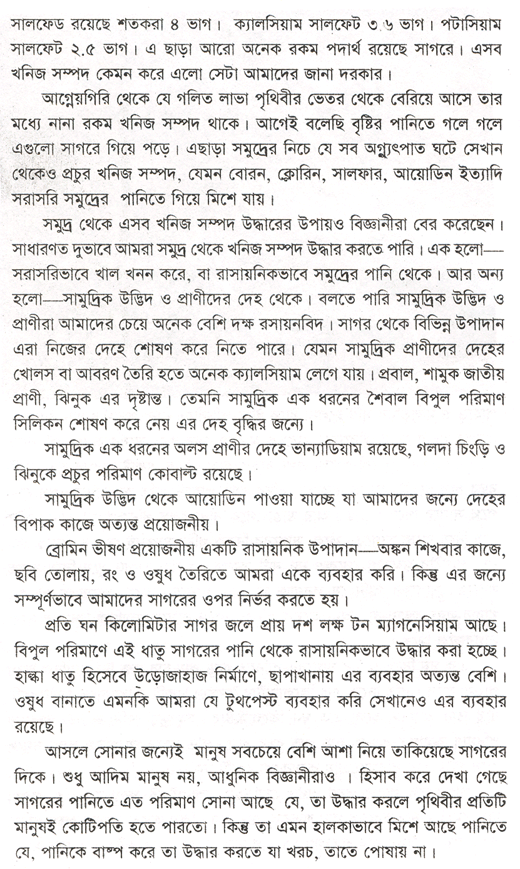 সালফেড রয়েছে শতকরা ৪ ভাগ। ক্যালসিয়াম সালফেট ৩.৬ ভাগ। পটাসিয়াম
সালফেট ২.৫ ভাগ। এ ছাড়া আরো অনেক রকম পদার্থ রয়েছে সাগরে। এসব
খনিজ সম্পদ কেমন করে এলো সেটা আমাদের জানা দরকার।
আগ্নেয়গিরি থেকে যে গলিত লাভা পৃথিবীর ভেতর থেকে বেরিয়ে আসে তার
মধ্যে নানা রকম খনিজ সম্পদ থাকে। আগেই বলেছি বৃষ্টির পানিতে গলে গলে
এগুলো সাগরে গিয়ে পড়ে। এছাড়া সমুদ্রের নিচে যে সব অগ্ন্যুৎপাত ঘটে সেখান
থেকেও প্রচুর খনিজ সম্পদ, যেমন বোরন, ক্লোরিন, সালফার, আয়োডিন ইত্যাদি
সরাসরি সমুদ্রের পানিতে গিয়ে মিশে যায়।
সমুদ্র থেকে এসব খনিজ সম্পদ উদ্ধারের উপায়ও বিজ্ঞানীরা বের করেছেন।
সাধারণত দুভাবে আমরা সমুদ্র থেকে খনিজ সম্পদ উদ্ধার করতে পারি। এক হলো—
সরাসরিভাবে খাল খনন করে, বা রাসায়নিকভাবে সমুদ্রের পানি থেকে। আর অন্য
হলো—সামুদ্রিক উদ্ভিদ ও প্রাণীদের দেহ থেকে। বলতে পারি সামুদ্রিক উদ্ভিদ ও
প্রাণীরা আমাদের চেয়ে অনেক বেশি দক্ষ রসায়নবিদ। সাগর থেকে বিভিন্ন উপাদান
এরা নিজের দেহে শোষণ করে নিতে পারে। যেমন সামুদ্রিক প্রাণীদের দেহের
খোলস বা আবরণ তৈরি হতে অনেক ক্যালসিয়াম লেগে যায়। প্রবাল, শামুক জাতীয়
প্রাণী, ঝিনুক এর দৃষ্টান্ত। তেমনি সামুদ্রিক এক ধরনের শৈবাল বিপুল পরিমাণ
সিলিকন শোষণ করে নেয় এর দেহ বৃদ্ধির জন্যে।
সামুদ্রিক এক ধরনের অলস প্রাণীর দেহে ভান্যাডিয়াম রয়েছে, গলদা চিংড়ি ও
ঝিনুকে প্রচুর পরিমাণ কোবাল্ট রয়েছে।
সামুদ্রিক উদ্ভিদ থেকে আয়োডিন পাওয়া যাচ্ছে যা আমাদের জন্যে দেহের
বিপাক কাজে অত্যন্ত প্রয়োজনীয়।
ব্রোমিন ভীষণ প্রয়োজনীয় একটি রাসায়নিক উপাদান—অঙ্কন শিখবার কাজে,
ছবি তোলায়, রং ও ওষুধ তৈরিতে আমরা একে ব্যবহার করি। কিন্তু এর জন্যে
সম্পূর্ণভাবে আমাদের সাগরের ওপর নির্ভর করতে হয়।
প্রতি ঘন কিলোমিটার সাগর জলে প্রায় দশ লক্ষ টন ম্যাগনেসিয়াম আছে।
বিপুল পরিমাণে এই ধাতু সাগরের পানি থেকে রাসায়নিকভাবে উদ্ধার করা হচ্ছে।
হাল্কা ধাতু হিসেবে উড়োজাহাজ নির্মাণে, ছাপাখানায় এর ব্যবহার অত্যন্ত বেশি।
ওষুধ বানাতে এমনকি আমরা যে টুথপেস্ট ব্যবহার করি সেখানেও এর ব্যবহার
রয়েছে।
আসলে সোনার জন্যেই মানুষ সবচেয়ে বেশি আশা নিয়ে তাকিয়েছে সাগরের
দিকে। শুধু আদিম মানুষ নয়, আধুনিক বিজ্ঞানীরাও । হিসাব করে দেখা গেছে
সাগরের পানিতে এত পরিমাণ সোনা আছে যে, তা উদ্ধার করলে পৃথিবীর প্রতিটি
মানুষই কোটিপতি হতে পারতো। কিন্তু তা এমন হালকাভাবে মিশে আছে পানিতে
যে, পানিকে বাষ্প করে তা উদ্ধার করতে যা খরচ, তাতে পোষায় না।